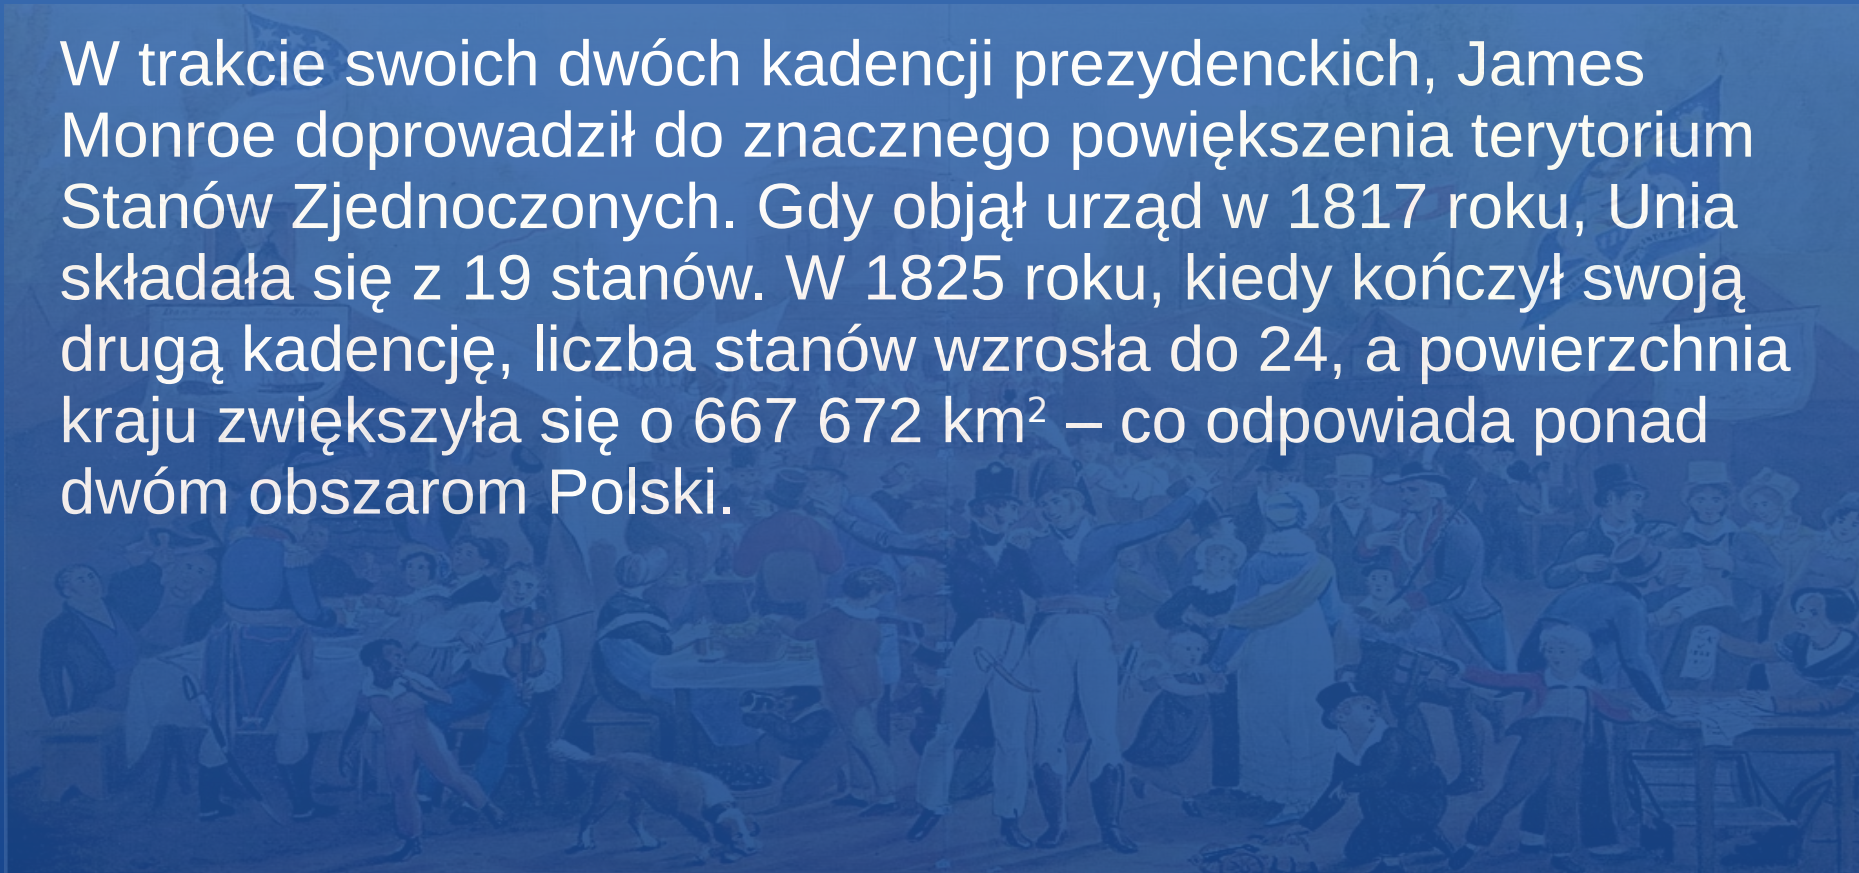 W trakcie swoich dwóch kadencji prezydenckich, James
Monroe doprowadził do znacznego powiększenia terytorium
Stanów Zjednoczonych. Gdy objął urząd w 1817 roku, Unia
składała się z 19 stanów. W 1825 roku, kiedy kończył swoją
drugą kadencję, liczba stanów wzrosła do 24, a powierzchnia
kraju zwiększyła się o 667 672 km² – co odpowiada ponad
dwóm obszarom Polski.